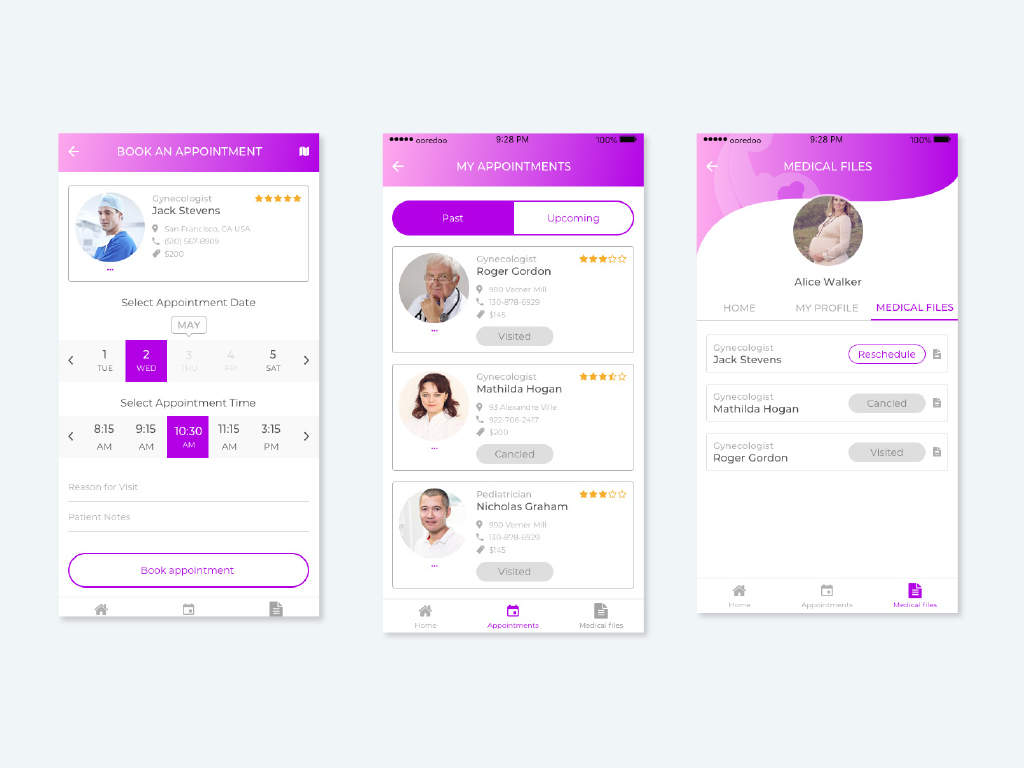 BOOK AN APPOINTMENT
Gynecologist
Jack Stevens
San Francisco, CA USA
(510) 567-8909
$200
Select Appointment Date
MAY
1 2 3 4 5
TUE WED THU FRI SAT
Select Appointment Time
8:15 9:15 10:30 11:15 3:15
AM AM AM AM PM
Reason for Visit
Patient Notes
Book appointment
ooredoo 9:28 PM 100%
MY APPOINTMENTS
Past Upcoming
Gynecologist
Roger Gordon
990 Verner Mill
130-878-6929
$145
Visited
Gynecologist
Mathilda Hogan
93 Alexandre Ville
922-706-2417
$200
Cancled
Pediatrician
Nicholas Graham
990 Verner Mill
130-878-6929
$145
Visited
Home Appointments Medical files
ooredoo 9:28 PM 100%
MEDICAL FILES
Alice Walker
HOME MY PROFILE MEDICAL FILES
Gynecologist
Jack Stevens
Reschedule
Gynecologist
Mathilda Hogan
Cancled
Gynecologist
Roger Gordon
Visited
Home Appointments Medical files